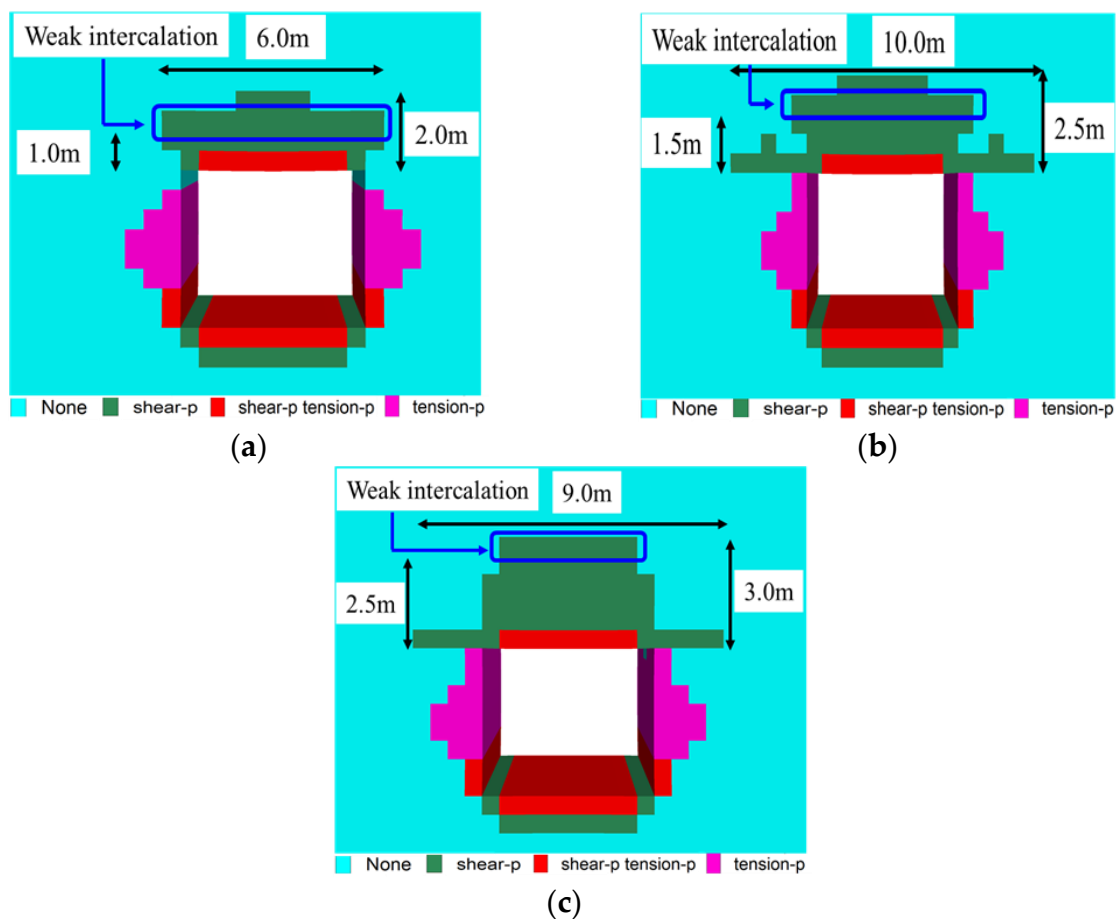 Weak intercalation
6.0m
1.0m
2.0m
None shear-p shear-p tension-p tension-p
(a)
Weak intercalation
10.0m
1.5m
2.5m
None shear-p shear-p tension-p tension-p
(b)
Weak intercalation
9.0m
2.5m
3.0m
None shear-p shear-p tension-p tension-p
(c)